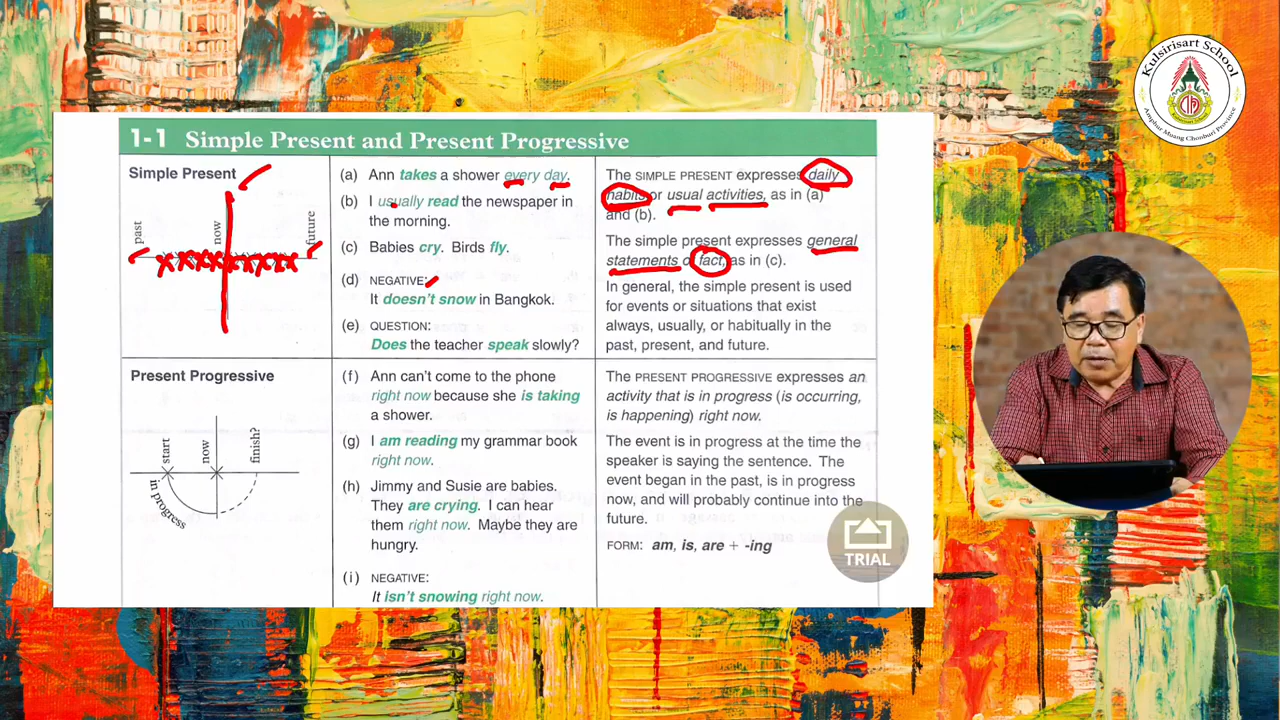 Kulsirisart School
Amphur Muang Chonburi Province
1-1 Simple Present and Present Progressive
Simple Present
past
now
future
(a) Ann takes a shower every day.
(b) I usually read the newspaper in
the morning.
(c) Babies cry. Birds fly.
(d) NEGATIVE:
It doesn't snow in Bangkok.
(e) QUESTION:
Does the teacher speak slowly?
The SIMPLE PRESENT expresses daily
habits or usual activities, as in (a)
and (b).
The simple present expresses general
statements of fact, as in (c).
In general, the simple present is used
for events or situations that exist
always, usually, or habitually in the
past, present, and future.
Present Progressive
start
now
finish?
in progress
(f) Ann can't come to the phone
right now because she is taking
a shower.
(g) I am reading my grammar book
right now.
(h) Jimmy and Susie are babies.
They are crying. I can hear
them right now. Maybe they are
hungry.
(i) NEGATIVE:
It isn't snowing right now.
The PRESENT PROGRESSIVE expresses an
activity that is in progress (is occurring,
is happening) right now.
The event is in progress at the time the
speaker is saying the sentence. The
event began in the past, is in progress
now, and will probably continue into the
future.
FORM: am, is, are + -ing
TRIAL